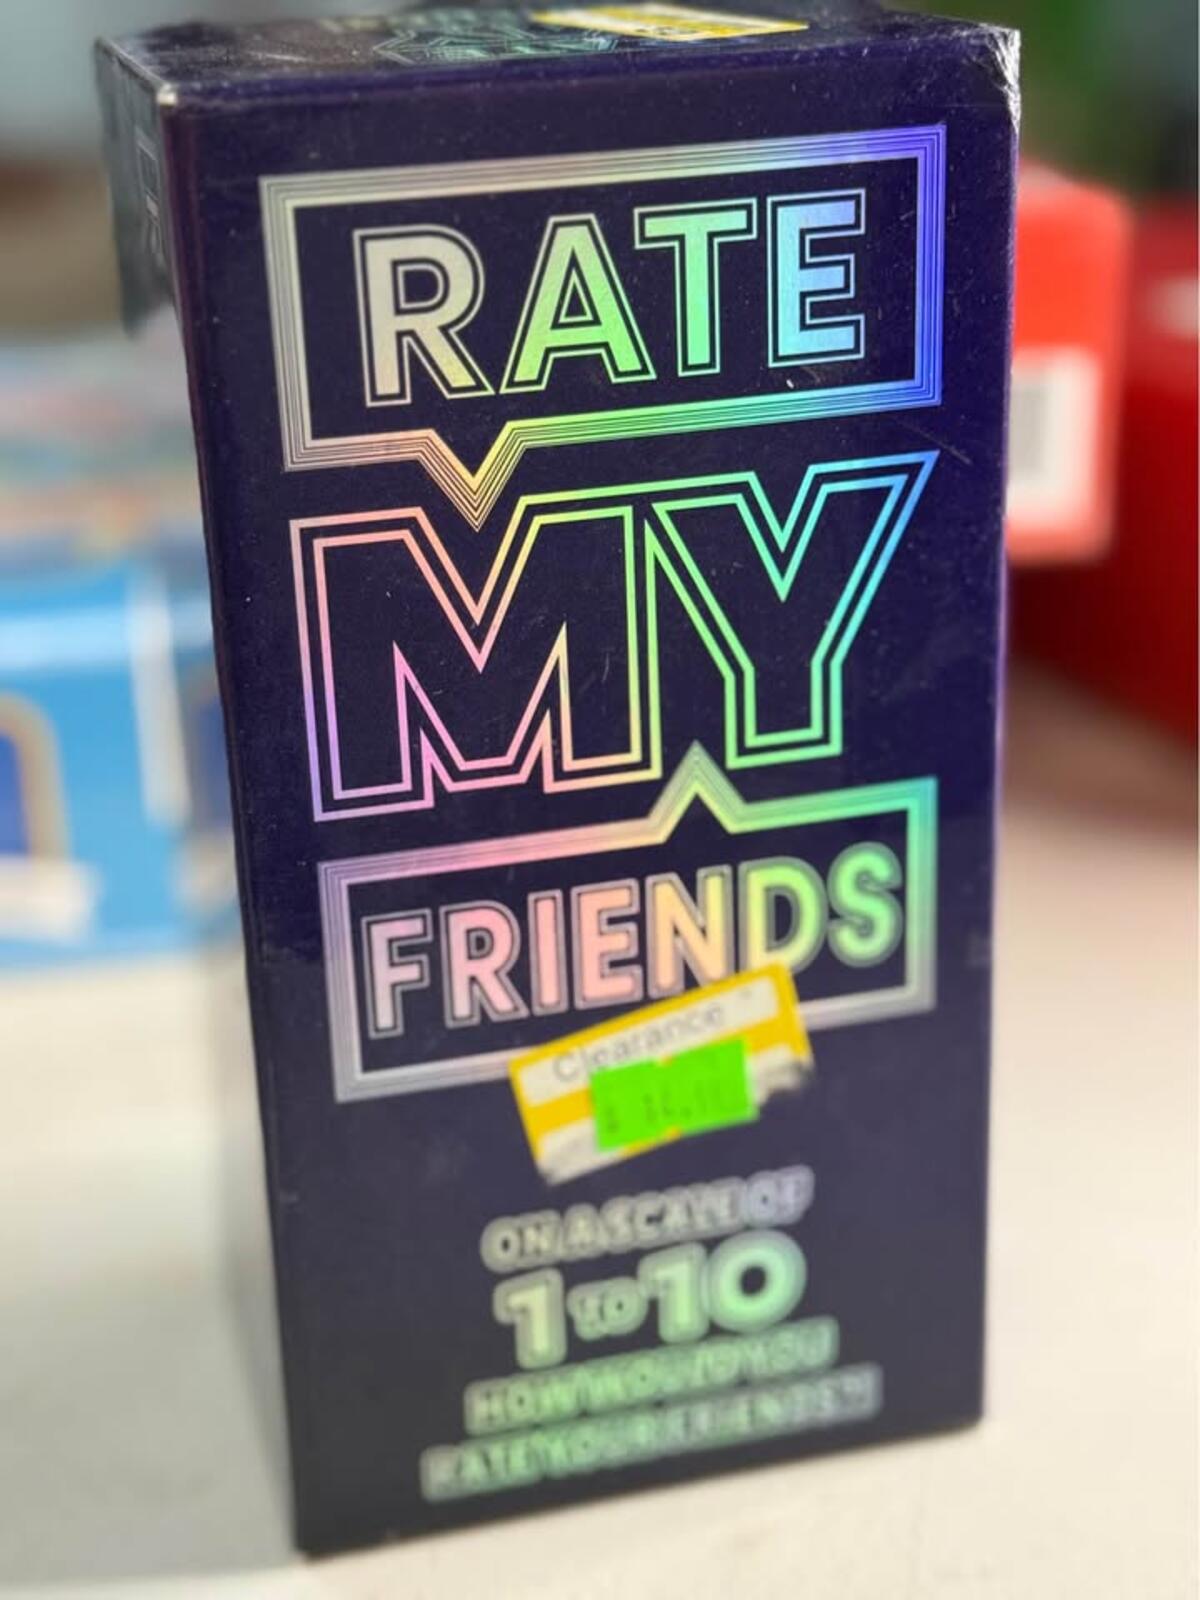 RATE
MY
FRIENDS
Clearance
ON A SCALE OF
1 TO 10
HOW WOULD YOU
RATE YOUR FRIENDS?